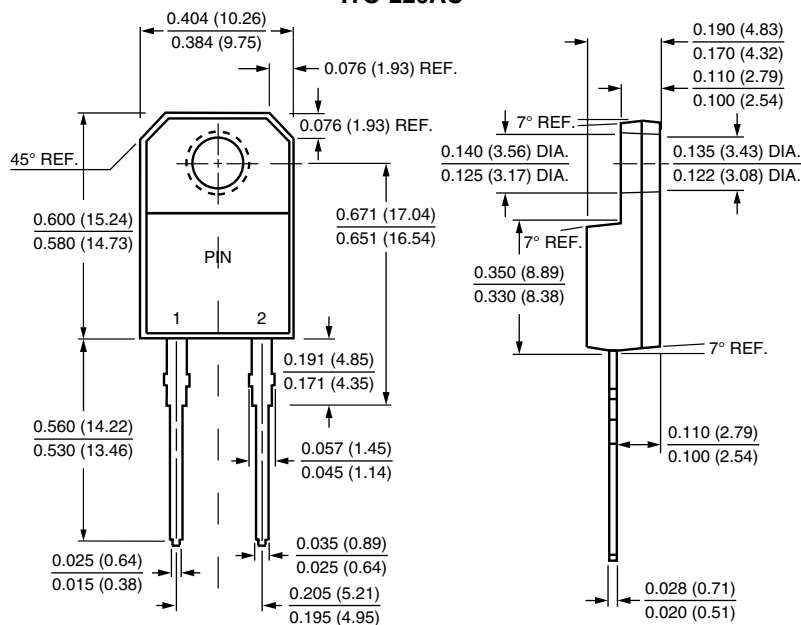 0.404 (10.26)
0.384 (9.75)
0.076 (1.93) REF.
0.076 (1.93) REF.
45° REF.
0.600 (15.24)
0.580 (14.73)
0.671 (17.04)
0.651 (16.54)
PIN
1 2
0.191 (4.85)
0.171 (4.35)
0.560 (14.22)
0.530 (13.46)
0.057 (1.45)
0.045 (1.14)
0.025 (0.64)
0.015 (0.38)
0.035 (0.89)
0.025 (0.64)
0.205 (5.21)
0.195 (4.95)
0.190 (4.83)
0.170 (4.32)
0.110 (2.79)
0.100 (2.54)
7° REF.
0.140 (3.56) DIA.
0.125 (3.17) DIA.
0.135 (3.43) DIA.
0.122 (3.08) DIA.
7° REF.
0.350 (8.89)
0.330 (8.38)
7° REF.
0.110 (2.79)
0.100 (2.54)
0.028 (0.71)
0.020 (0.51)